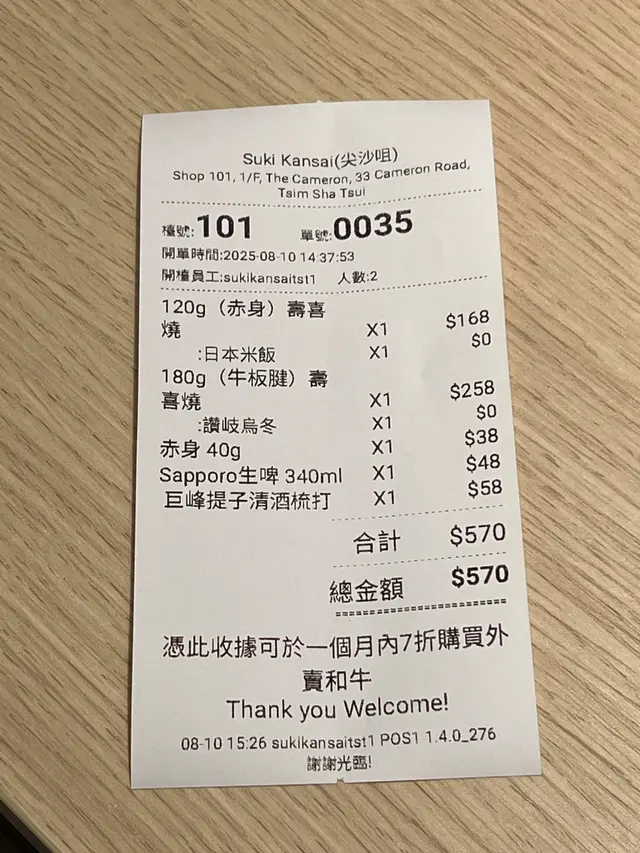 Suki Kansai(尖沙咀)
Shop 101, 1/F, The Cameron, 33 Cameron Road,
Tsim Sha Tsui
檯號:101 單號:0035
開單時間:2025-08-10 14:37:53
開檯員工:sukikansaitst1 人數:2
120g（赤身）壽喜
燒 X1 $168
:日本米飯 X1 $0
180g（牛板腱）壽
喜燒 X1 $258
:讚岐烏冬 X1 $0
赤身 40g X1 $38
Sapporo生啤 340ml X1 $48
巨峰提子清酒梳打 X1 $58
合計 $570
總金額 $570
憑此收據可於一個月內7折購買外
賣和牛
Thank you Welcome!
08-10 15:26 sukikansaitst1 POS1 1.4.0_276
謝謝光臨!